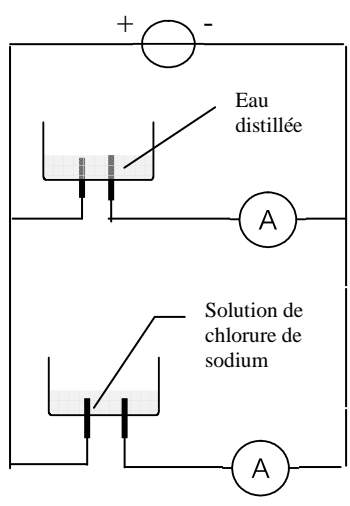 + -
Eau
distillée
A
Solution de
chlorure de
sodium
A